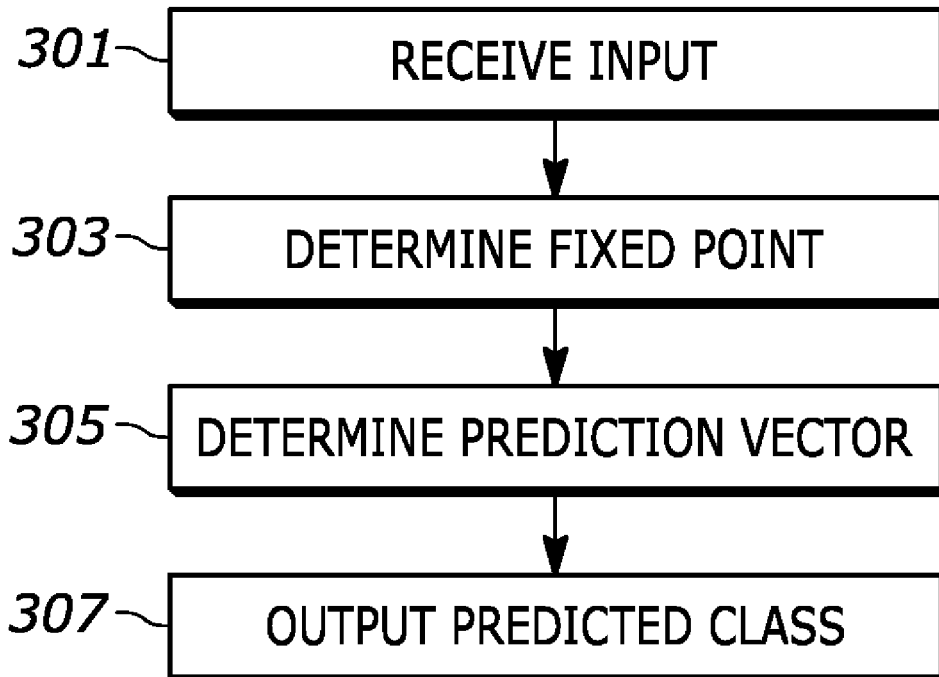 301 RECEIVE INPUT
303 DETERMINE FIXED POINT
305 DETERMINE PREDICTION VECTOR
307 OUTPUT PREDICTED CLASS